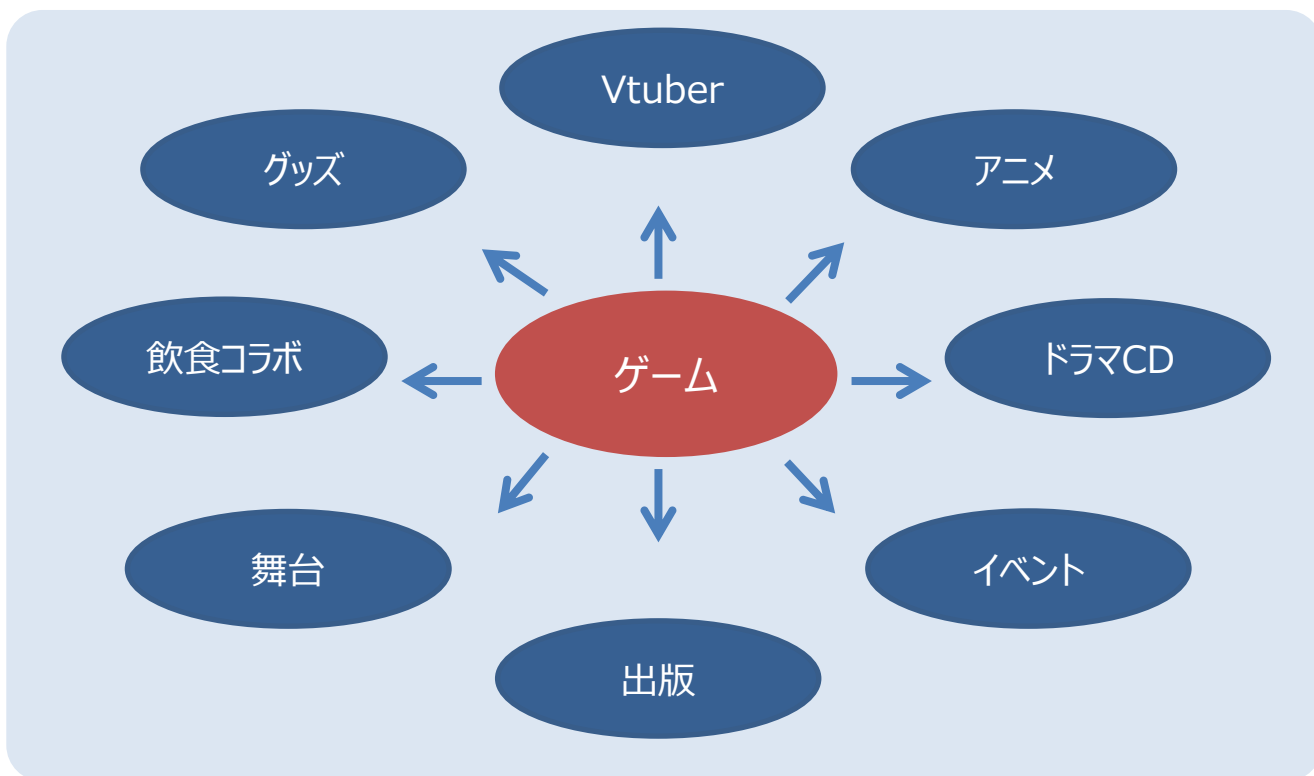 Vtuber
グッズ
アニメ
飲食コラボ
ゲーム
ドラマCD
舞台
イベント
出版